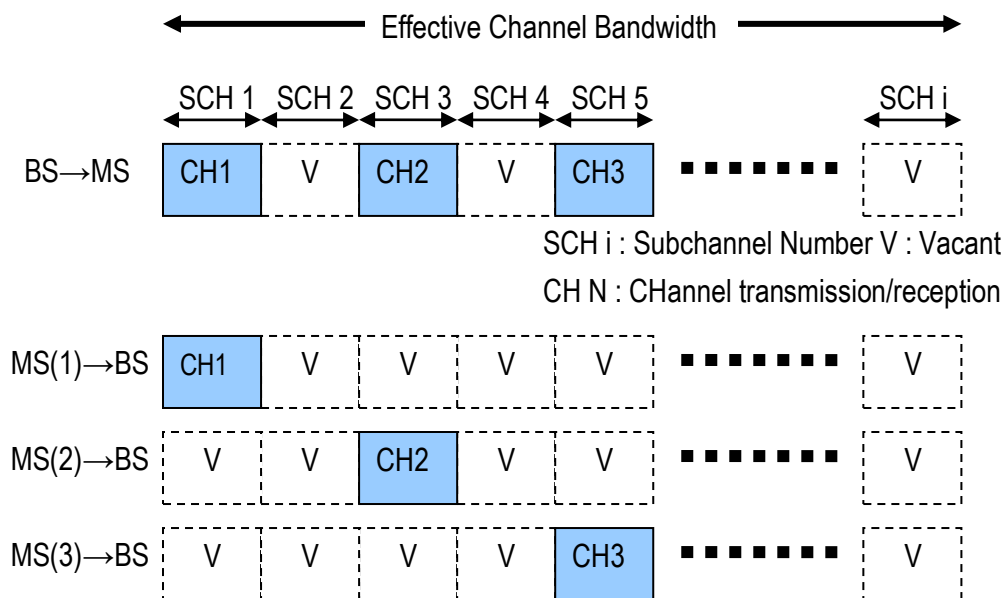 Effective Channel Bandwidth
SCH 1 SCH 2 SCH 3 SCH 4 SCH 5 SCH i
BS→MS CH1 V CH2 V CH3 V
SCH i : Subchannel Number V : Vacant
CH N : CHannel transmission/reception
MS(1)→BS CH1 V V V V V
MS(2)→BS V V CH2 V V V
MS(3)→BS V V V V CH3 V